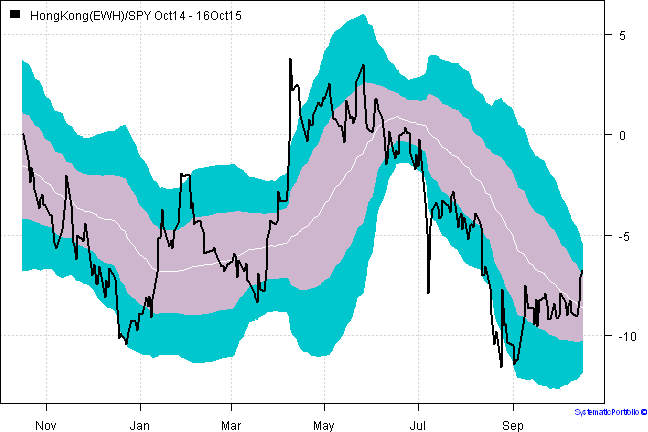 HongKong(EWH)/SPY Oct14 - 16Oct15
5
0
-5
-10
Nov Jan Mar May Jul Sep
SystematicPortfolio ©